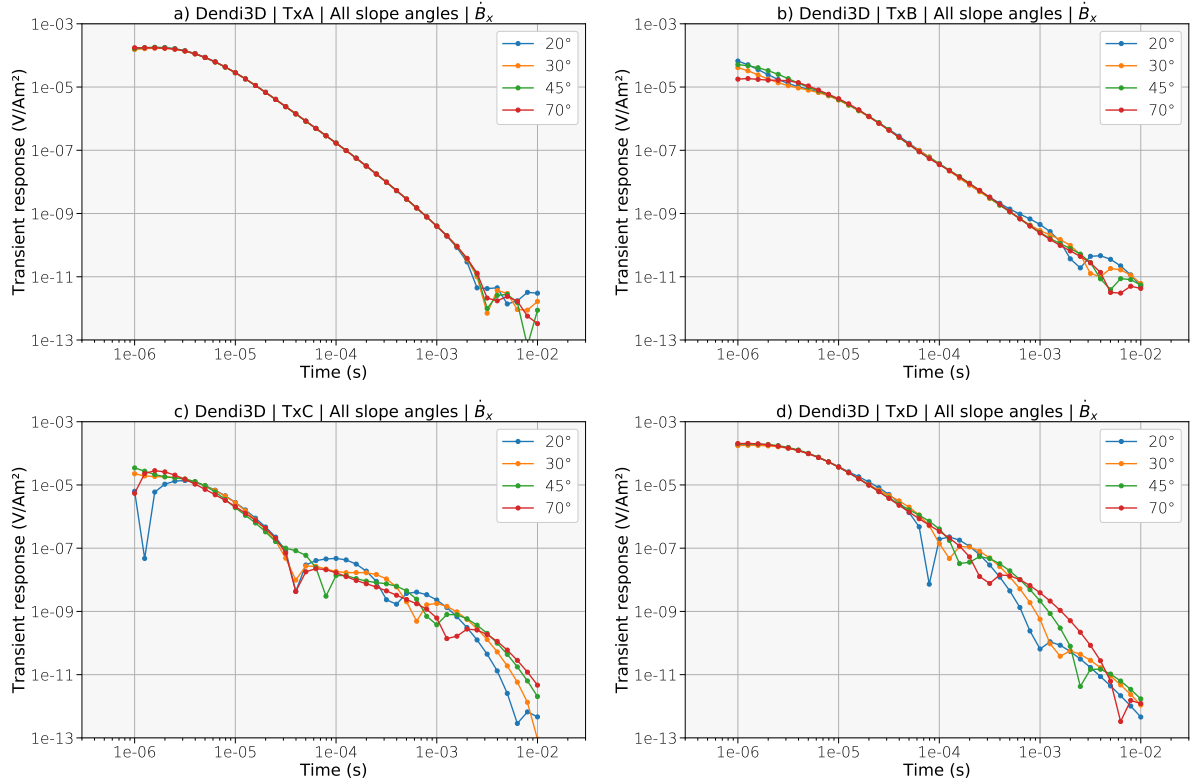 a) Dendi3D | TxA | All slope angles | Ḃx
1e-03
1e-05
1e-07
1e-09
1e-11
1e-13
Transient response (V/Am²)
20°
30°
45°
70°
1e-06 1e-05 1e-04 1e-03 1e-02
Time (s)
b) Dendi3D | TxB | All slope angles | Ḃx
1e-03
1e-05
1e-07
1e-09
1e-11
1e-13
Transient response (V/Am²)
20°
30°
45°
70°
1e-06 1e-05 1e-04 1e-03 1e-02
Time (s)
c) Dendi3D | TxC | All slope angles | Ḃx
1e-03
1e-05
1e-07
1e-09
1e-11
1e-13
Transient response (V/Am²)
20°
30°
45°
70°
1e-06 1e-05 1e-04 1e-03 1e-02
Time (s)
d) Dendi3D | TxD | All slope angles | Ḃx
1e-03
1e-05
1e-07
1e-09
1e-11
1e-13
Transient response (V/Am²)
20°
30°
45°
70°
1e-06 1e-05 1e-04 1e-03 1e-02
Time (s)